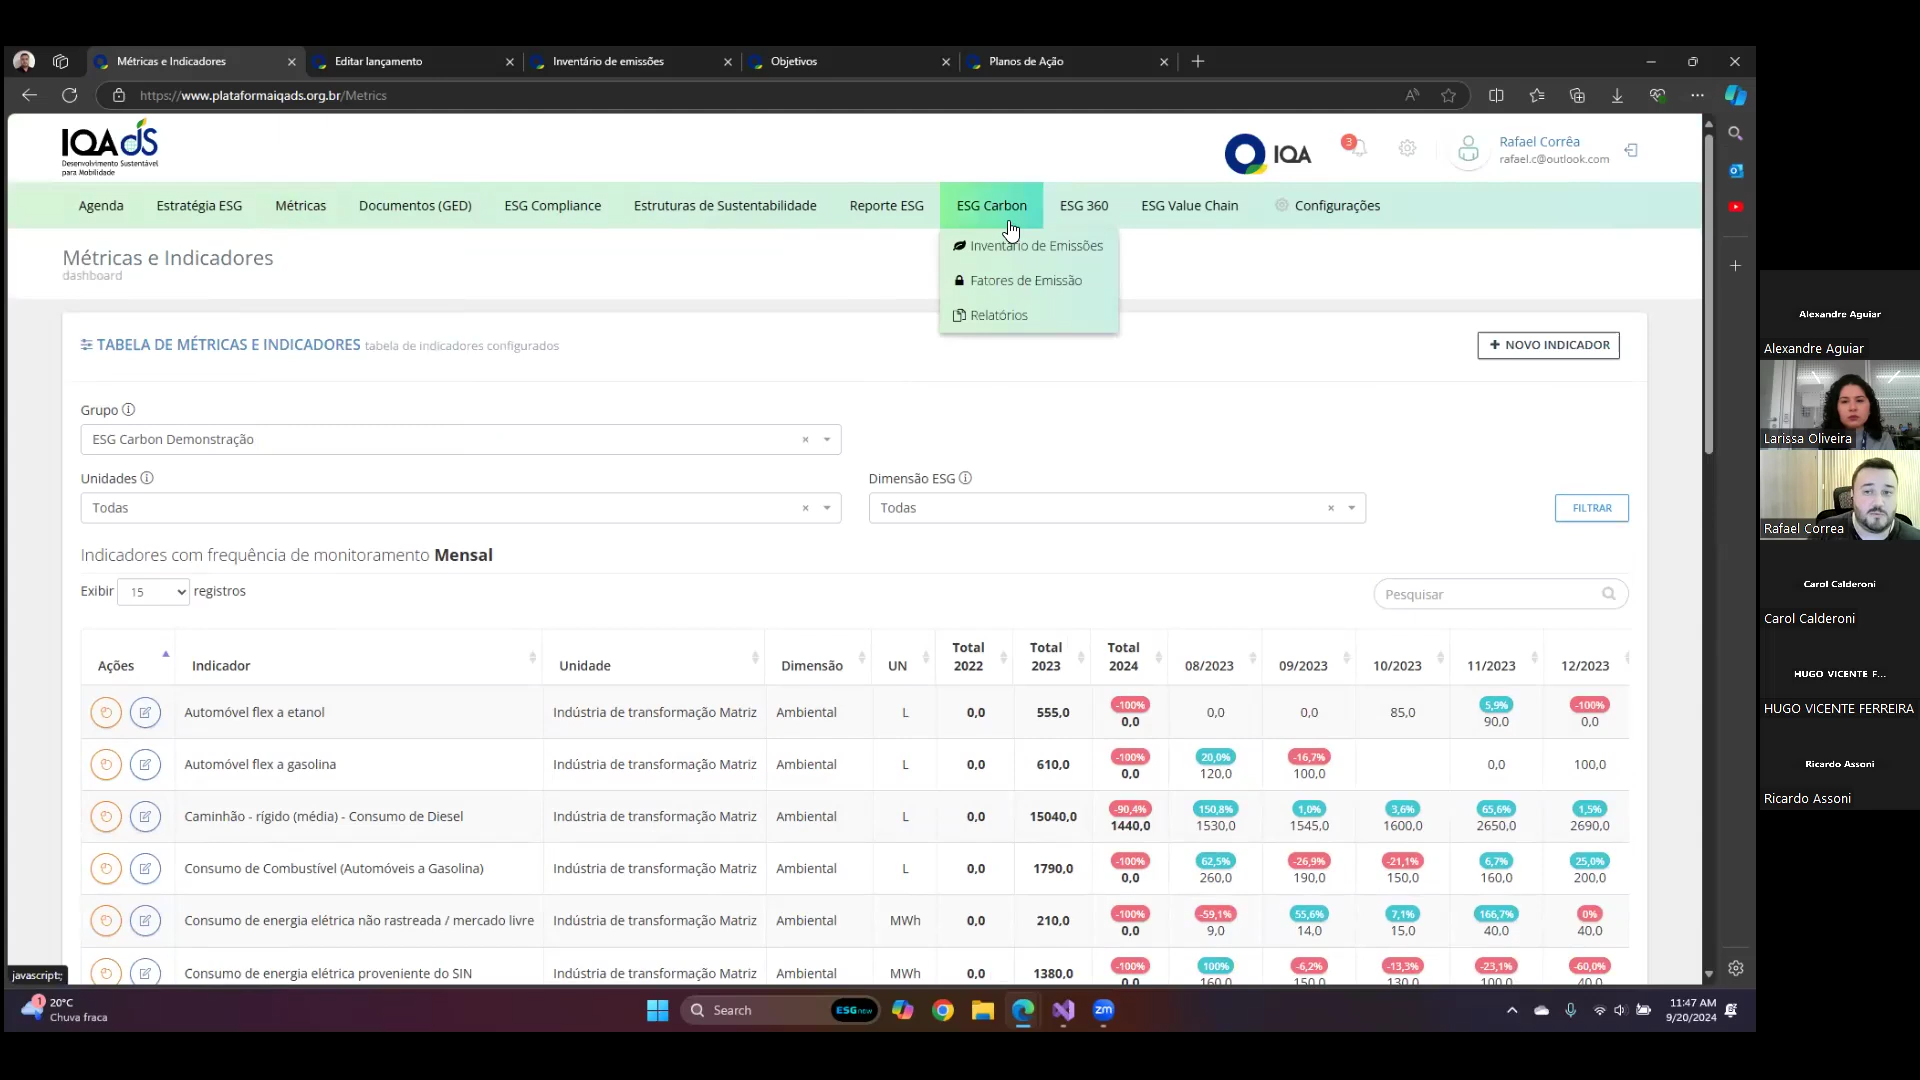 Métricas e Indicadores
Editar lançamento
Inventário de emissões
Objetivos
Planos de Ação
https://www.plataformaiqads.org.br/Metrics
IQAdS
Desenvolvimento Sustentável
para Mobilidade
IQA
3
Rafael Corrêa
rafael.c@outlook.com
Agenda
Estratégia ESG
Métricas
Documentos (GED)
ESG Compliance
Estruturas de Sustentabilidade
Reporte ESG
ESG Carbon
ESG 360
ESG Value Chain
Configurações
Inventário de Emissões
Fatores de Emissão
Relatórios
Métricas e Indicadores
dashboard
TABELA DE MÉTRICAS E INDICADORES tabela de indicadores configurados
+ NOVO INDICADOR
Grupo
ESG Carbon Demonstração
Unidades
Todas
Dimensão ESG
Todas
FILTRAR
Indicadores com frequência de monitoramento Mensal
Exibir 15 registros
Pesquisar
Ações Indicador Unidade Dimensão UN Total 2022 Total 2023 Total 2024 08/2023 09/2023 10/2023 11/2023 12/2023
-100% 5,9% -100%
Automóvel flex a etanol Indústria de transformação Matriz Ambiental L 0,0 555,0 0,0 0,0 0,0 85,0 90,0 0,0
-100% 20,0% -16,7%
Automóvel flex a gasolina Indústria de transformação Matriz Ambiental L 0,0 610,0 0,0 120,0 100,0 0,0 100,0
-90,4% 150,8% 1,0% 3,6% 65,6% 1,5%
Caminhão - rígido (média) - Consumo de Diesel Indústria de transformação Matriz Ambiental L 0,0 15040,0 1440,0 1530,0 1545,0 1600,0 2650,0 2690,0
-100% 62,5% -26,9% -21,1% 6,7% 25,0%
Consumo de Combustível (Automóveis a Gasolina) Indústria de transformação Matriz Ambiental L 0,0 1790,0 0,0 260,0 190,0 150,0 160,0 200,0
-100% -59,1% 55,6% 7,1% 166,7% 0%
Consumo de energia elétrica não rastreada / mercado livre Indústria de transformação Matriz Ambiental MWh 0,0 210,0 0,0 9,0 14,0 15,0 40,0 40,0
-100% 100% -6,2% -13,3% -23,1% -60,0%
Consumo de energia elétrica proveniente do SIN Indústria de transformação Matriz Ambiental MWh 0,0 1380,0 0,0 160,0 150,0 130,0 100,0 40,0
javascript:;
1
20°C
Chuva fraca
Search
ESGnow
zm
11:47 AM
9/20/2024
Alexandre Aguiar
Alexandre Aguiar
Larissa Oliveira
Rafael Correa
Carol Calderoni
Carol Calderoni
HUGO VICENTE F...
HUGO VICENTE FERREIRA
Ricardo Assoni
Ricardo Assoni